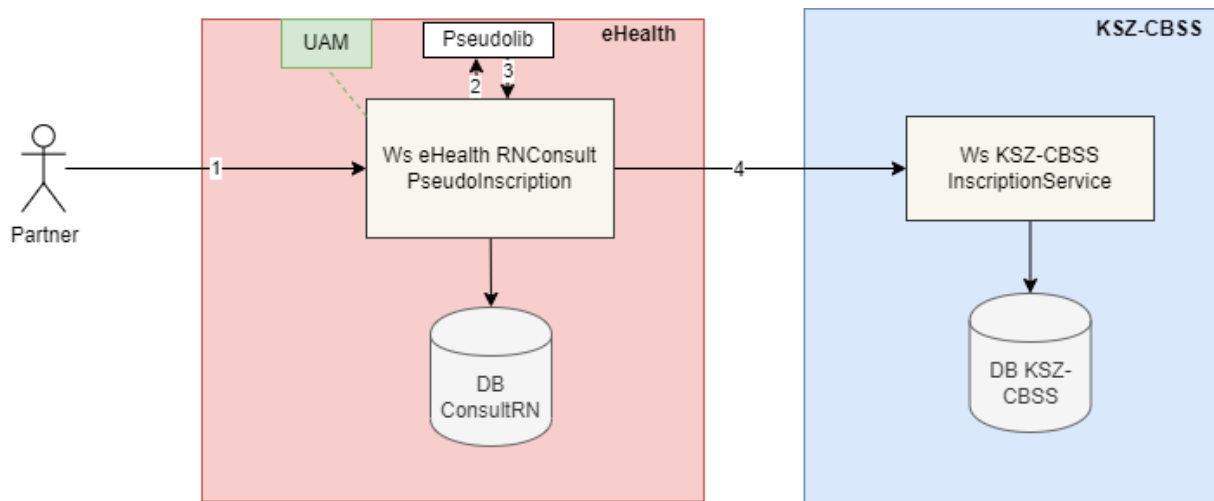 UAM
Pseudolib
eHealth
KSZ-CBSS
2
3
Ws eHealth RNConsult
PseudoInscription
Ws KSZ-CBSS
InscriptionService
1
4
Partner
DB
ConsultRN
DB KSZ-
CBSS